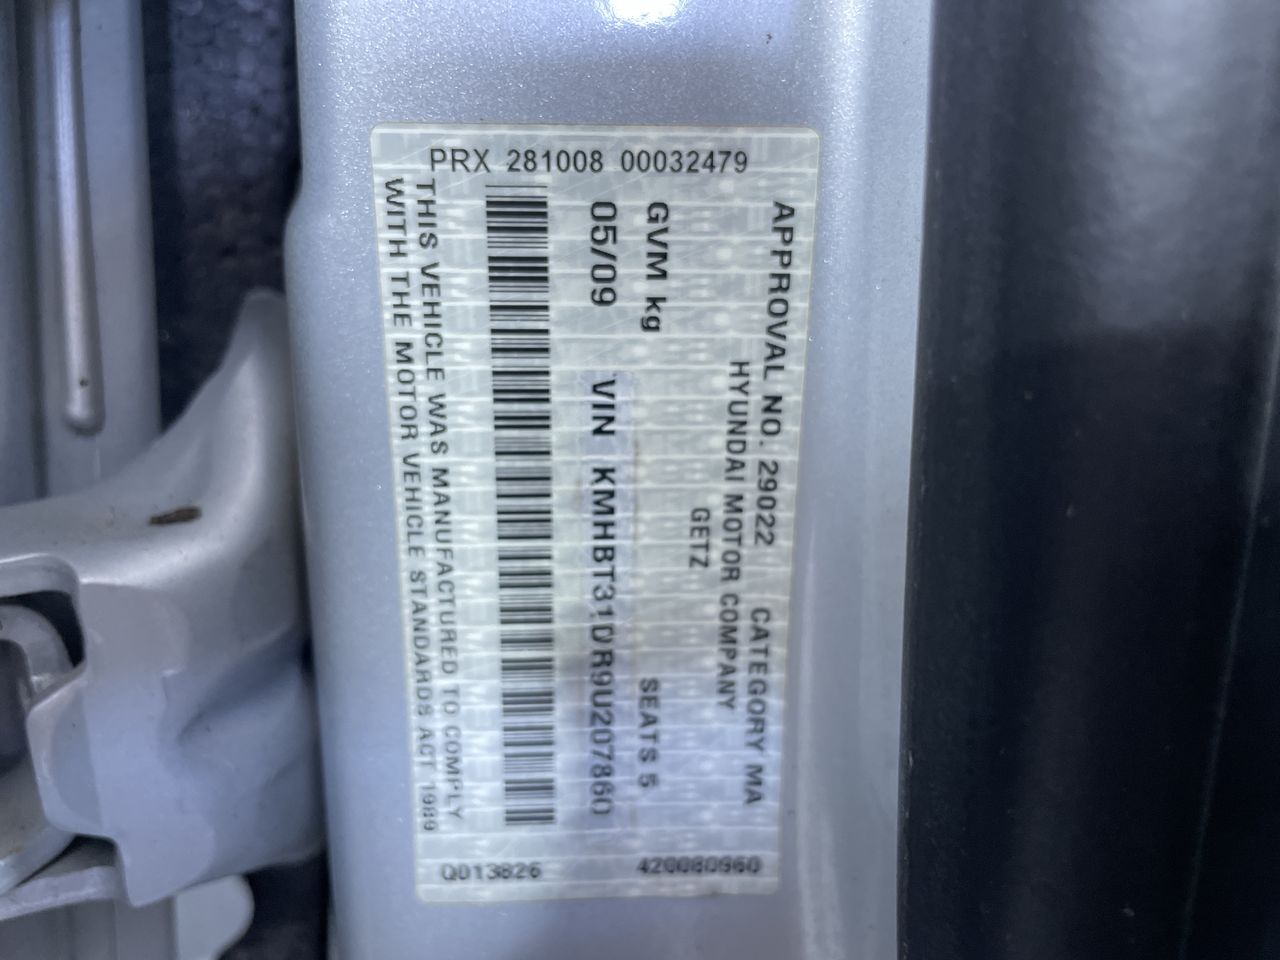 PRX 281008 00032479
APPROVAL NO. 29022 CATEGORY MA
HYUNDAI MOTOR COMPANY
GETZ
GVM kg SEATS 5
05/09 VIN KMHBT31DR9U207860
THIS VEHICLE WAS MANUFACTURED TO COMPLY
WITH THE MOTOR VEHICLE STANDARDS ACT 1989
Q013826 420080960